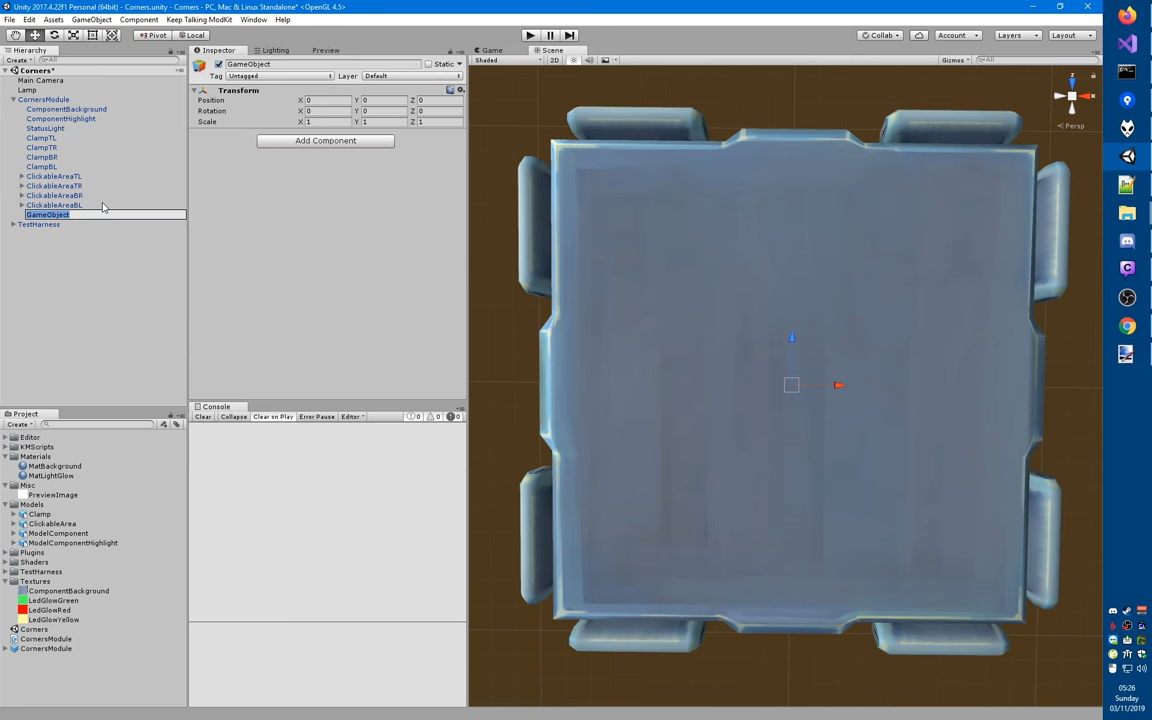 Unity 2017.4.22f1 Personal (64bit) - Corners.unity - Corners - PC, Mac & Linux Standalone* <OpenGL 4.5>
File Edit Assets GameObject Component Keep Talking ModKit Window Help
Pivot Local Collab Account Layers Layout
Hierarchy
Create All
Corners*
Main Camera
Lamp
CornersModule
ComponentBackground
ComponentHighlight
StatusLight
ClampTL
ClampTR
ClampBR
ClampBL
ClickableAreaTL
ClickableAreaTR
ClickableAreaBR
ClickableAreaBL
GameObject
TestHarness
Inspector Lighting Preview
GameObject Static
Tag Untagged Layer Default
Transform
Position X 0 Y 0 Z 0
Rotation X 0 Y 0 Z 0
Scale X 1 Y 1 Z 1
Add Component
Game Scene
Shaded 2D Gizmos All
z
x
Persp
Project
Create
Editor
KMScripts
Materials
MatBackground
MatLightGlow
Misc
PreviewImage
Models
Clamp
ClickableArea
ModelComponent
ModelComponentHighlight
Plugins
Shaders
TestHarness
Textures
ComponentBackground
LedGlowGreen
LedGlowRed
LedGlowYellow
Corners
CornersModule
CornersModule
Console
Clear Collapse Clear on Play Error Pause Editor 0 0 0
05:26
Sunday
03/11/2019